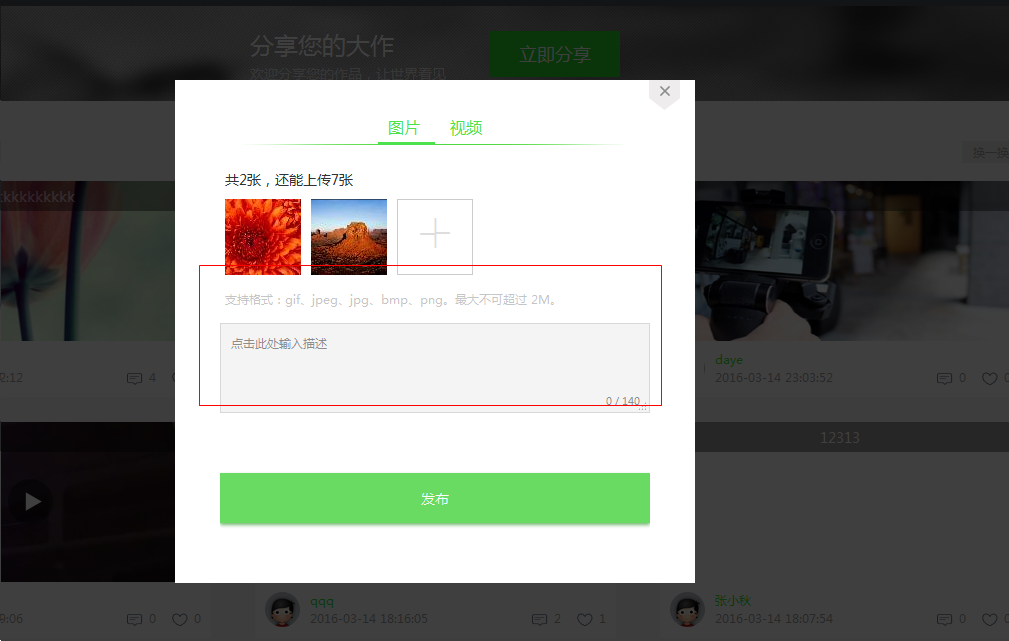 分享您的大作
欢迎分享您的作品，让世界看见
立即分享
×
图片 视频
换一换
共2张，还能上传7张
kkkkkkkkkk
支持格式：gif、jpeg、jpg、bmp、png。最大不可超过 2M。
点击此处输入描述
0 / 140
daye
2:12 4
2016-03-14 23:03:52 0
12313
发布
qqq
张小秋
9:06 0 0
2016-03-14 18:16:05 2 1
2016-03-14 18:07:54 0